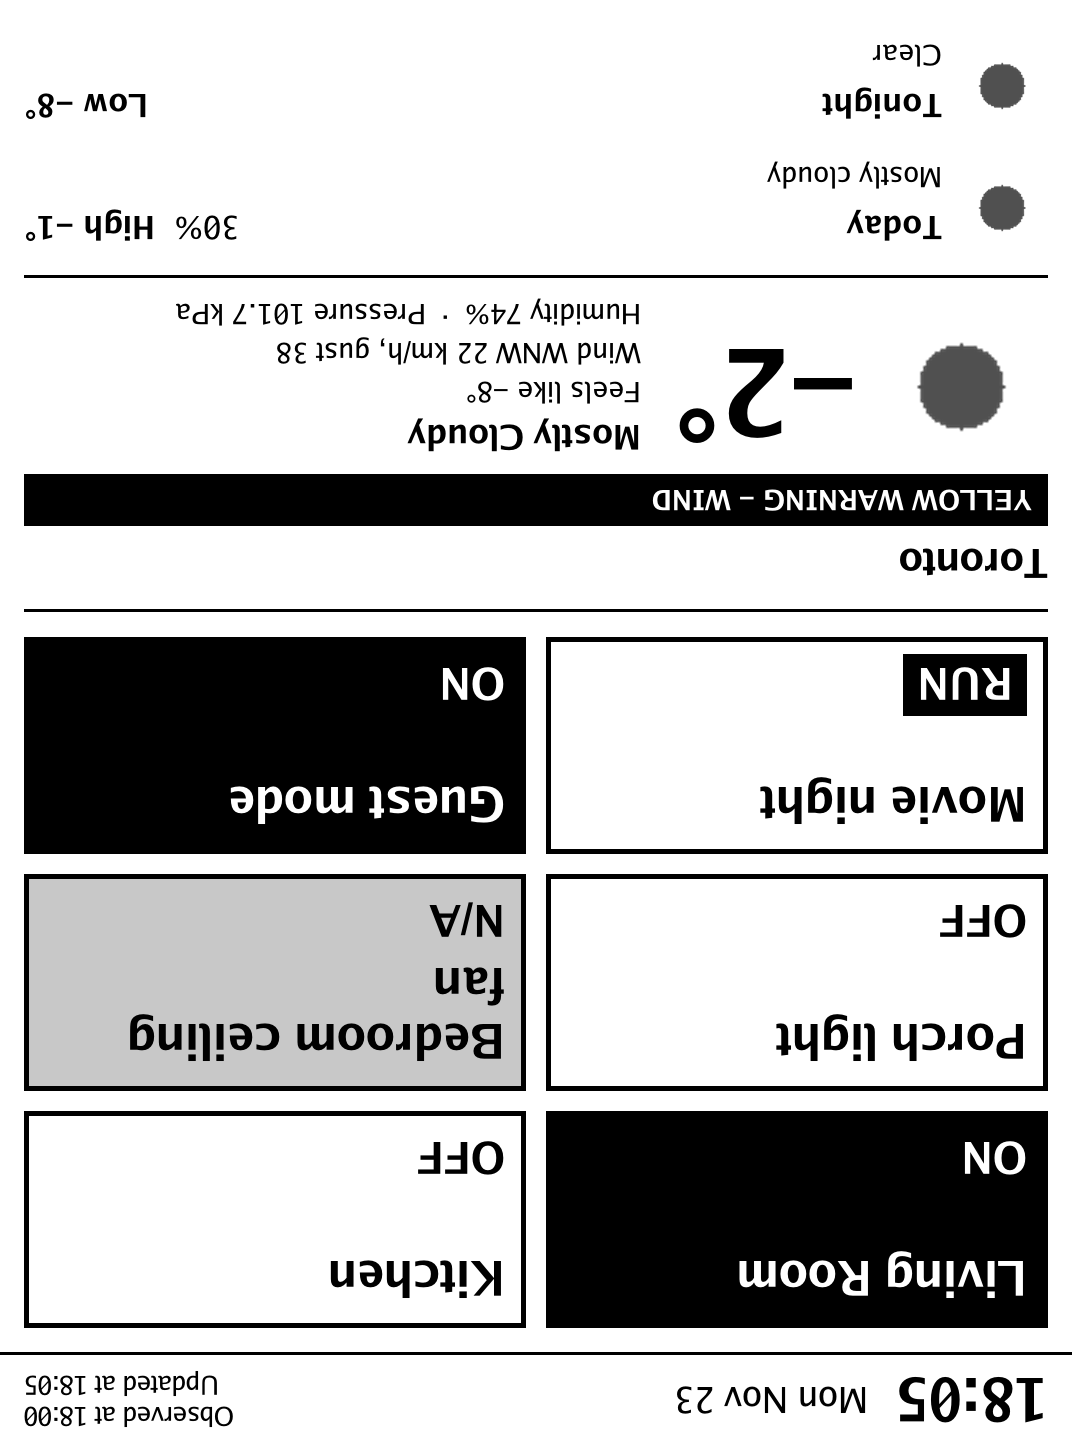 18:05
Mon Nov 23
Observed at 18:00
Updated at 18:05
Living Room
ON
Kitchen
OFF
Porch light
OFF
Bedroom ceiling
fan
N/A
Movie night
RUN
Guest mode
ON
Toronto
YELLOW WARNING – WIND
–2°
Mostly Cloudy
Feels like –8°
Wind WNW 22 km/h, gust 38
Humidity 74% · Pressure 101.7 kPa
Today
Mostly cloudy
30% High –1°
Tonight
Clear
Low –8°